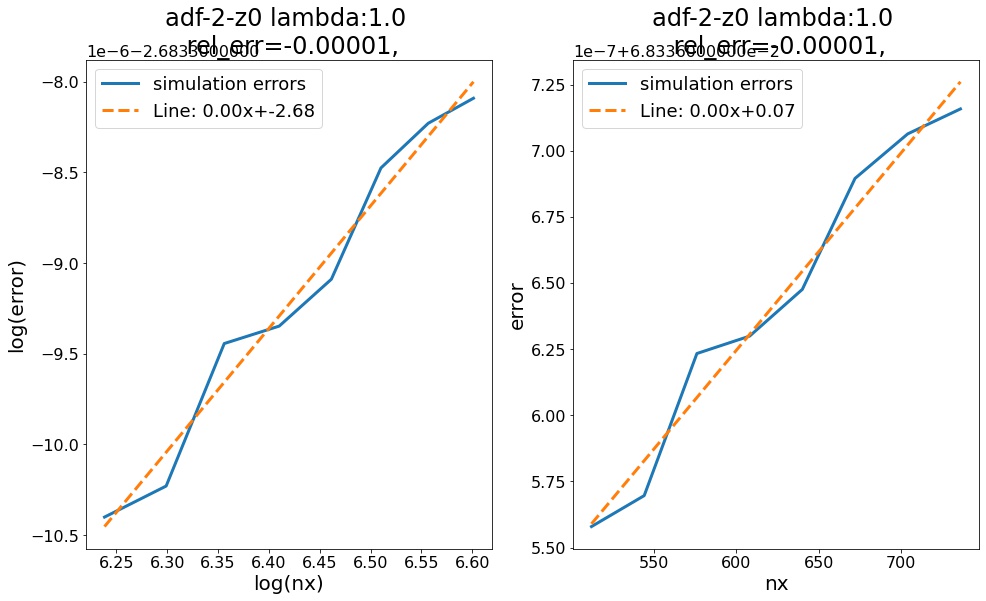 adf-2-z0 lambda:1.0
rel_err=-0.00001,
1e−6−2.6833000000
simulation errors
Line: 0.00x+-2.68
−8.0
−8.5
−9.0
−9.5
−10.0
−10.5
log(error)
6.25 6.30 6.35 6.40 6.45 6.50 6.55 6.60
log(nx)
adf-2-z0 lambda:1.0
rel_err=-0.00001,
1e−7+6.8336000000e−2
simulation errors
Line: 0.00x+0.07
7.25
7.00
6.75
6.50
6.25
6.00
5.75
5.50
error
550 600 650 700
nx